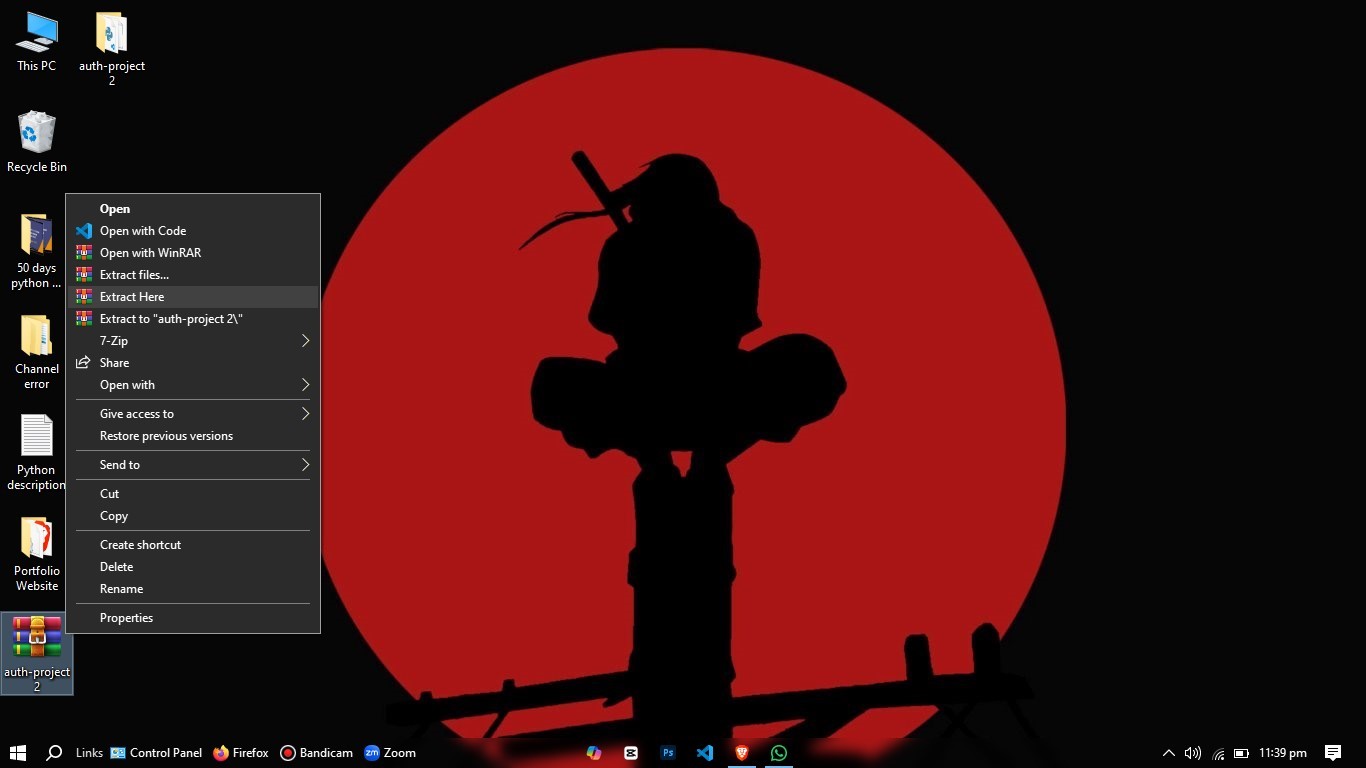 This PC
auth-project
2
Recycle Bin
50 days
python ...
Channel
error
Python
description
Portfolio
Website
auth-project
2
Open
Open with Code
Open with WinRAR
Extract files...
Extract Here
Extract to "auth-project 2\"
7-Zip
Share
Open with
Give access to
Restore previous versions
Send to
Cut
Copy
Create shortcut
Delete
Rename
Properties
Links Control Panel Firefox Bandicam zm Zoom Ps 11:39 pm